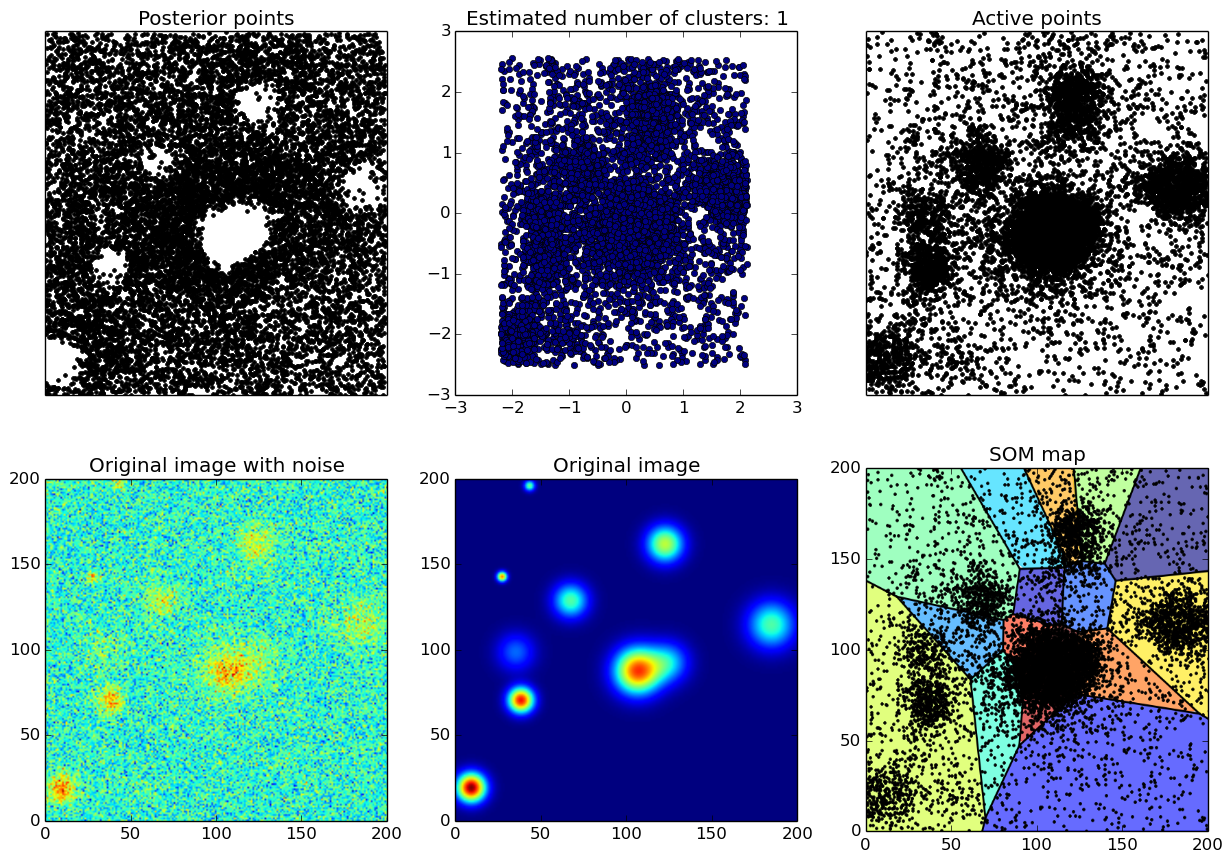 Posterior points
Estimated number of clusters: 1
Active points
3
2
1
0
−1
−2
−3
−3 −2 −1 0 1 2 3
Original image with noise
Original image
SOM map
200
150
100
50
0
0 50 100 150 200
200
150
100
50
0
0 50 100 150 200
200
150
100
50
0
0 50 100 150 200